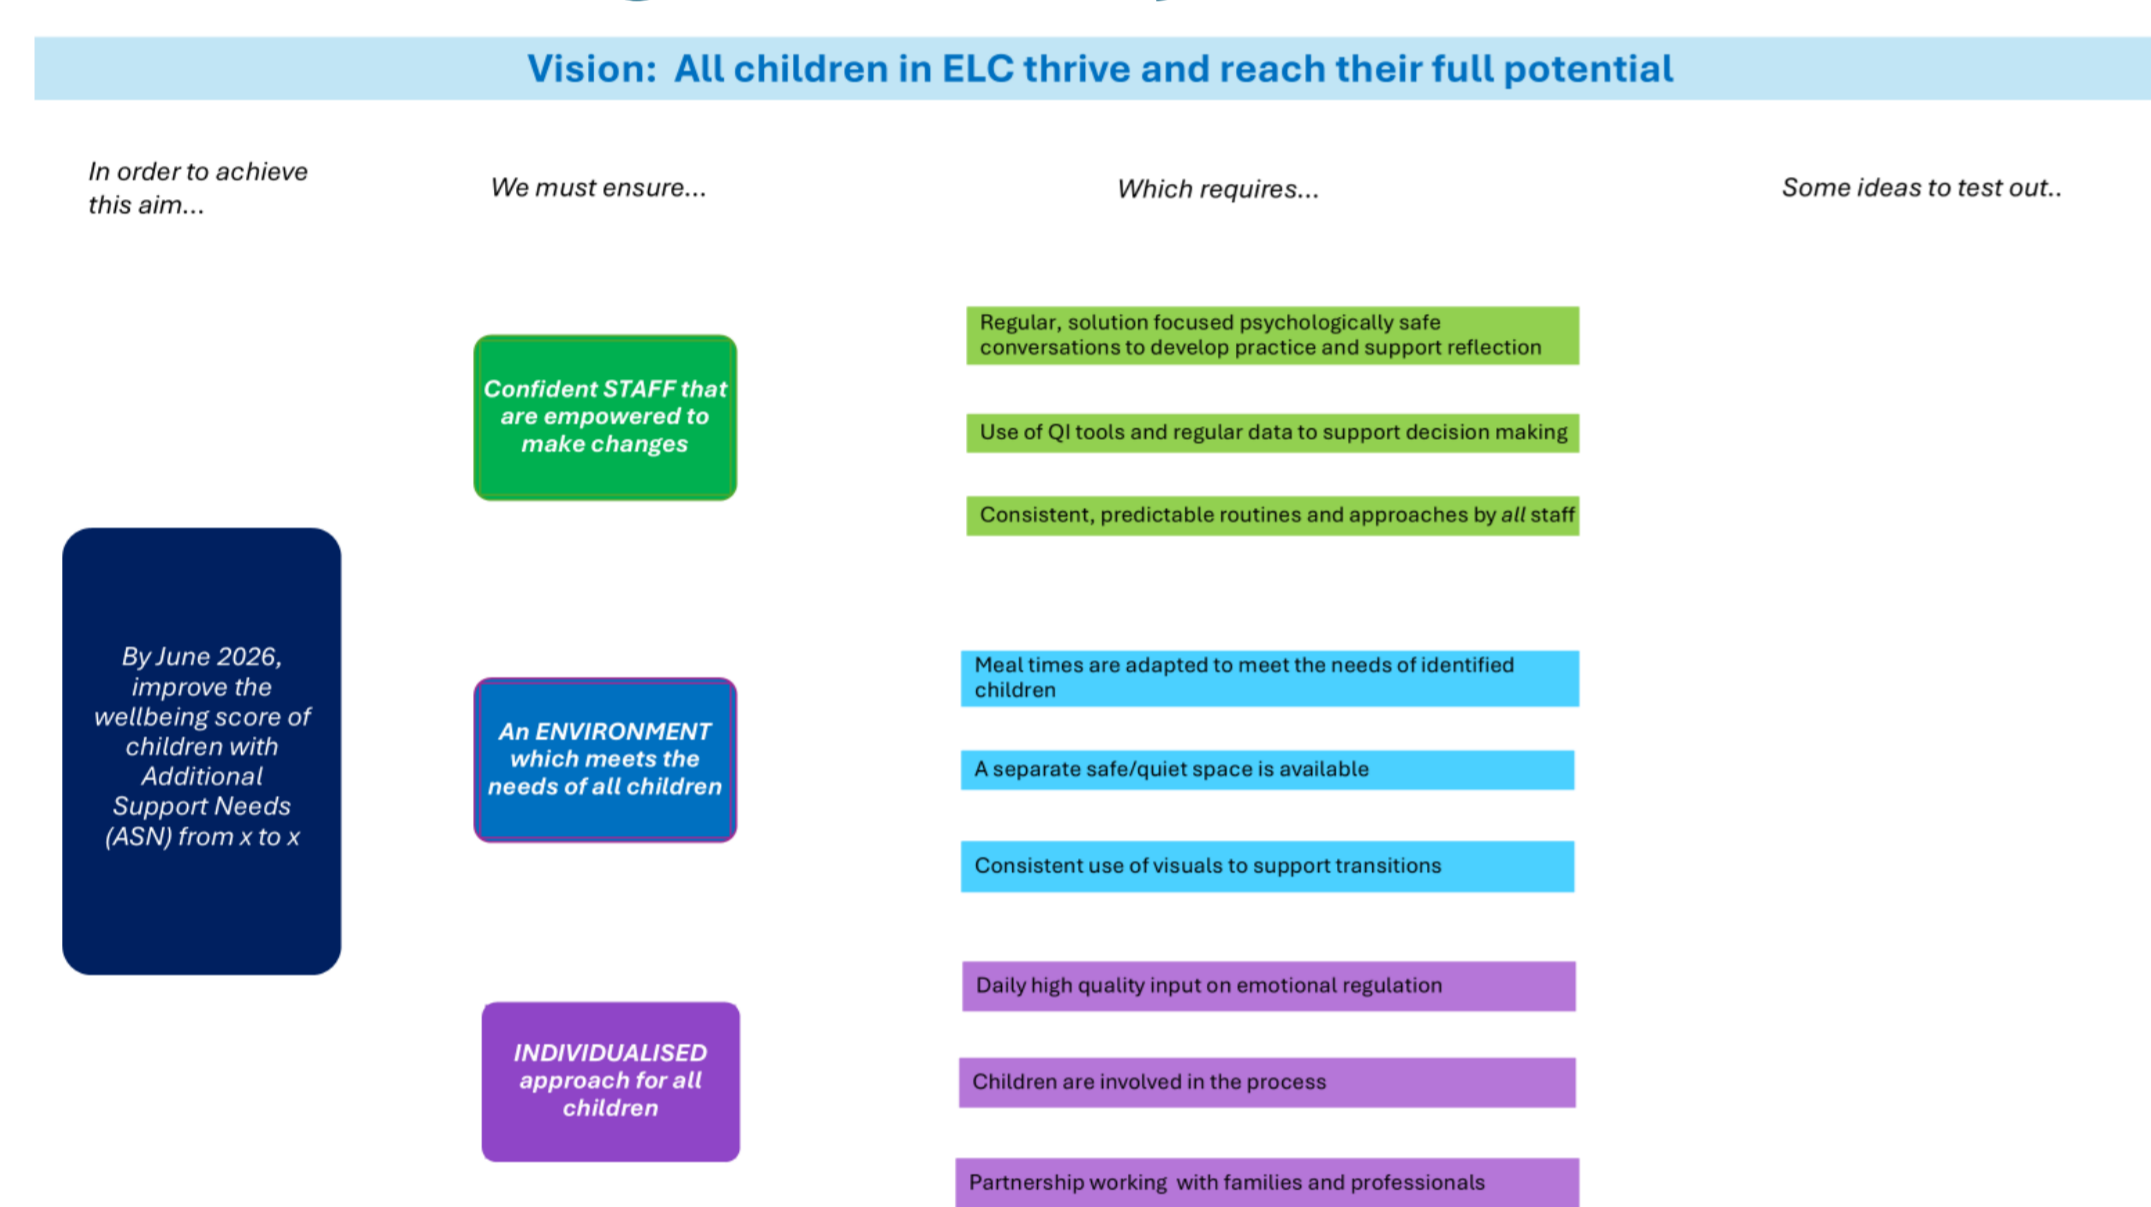 Vision:  All children in ELC thrive and reach their full potential
In order to achieve
this aim...
We must ensure...
Which requires...
Some ideas to test out..
By June 2026,
improve the
wellbeing score of
children with
Additional
Support Needs
(ASN) from x to x
Confident STAFF that
are empowered to
make changes
Regular, solution focused psychologically safe
conversations to develop practice and support reflection
Use of QI tools and regular data to support decision making
Consistent, predictable routines and approaches by all staff
An ENVIRONMENT
which meets the
needs of all children
Meal times are adapted to meet the needs of identified
children
A separate safe/quiet space is available
Consistent use of visuals to support transitions
INDIVIDUALISED
approach for all
children
Daily high quality input on emotional regulation
Children are involved in the process
Partnership working  with families and professionals